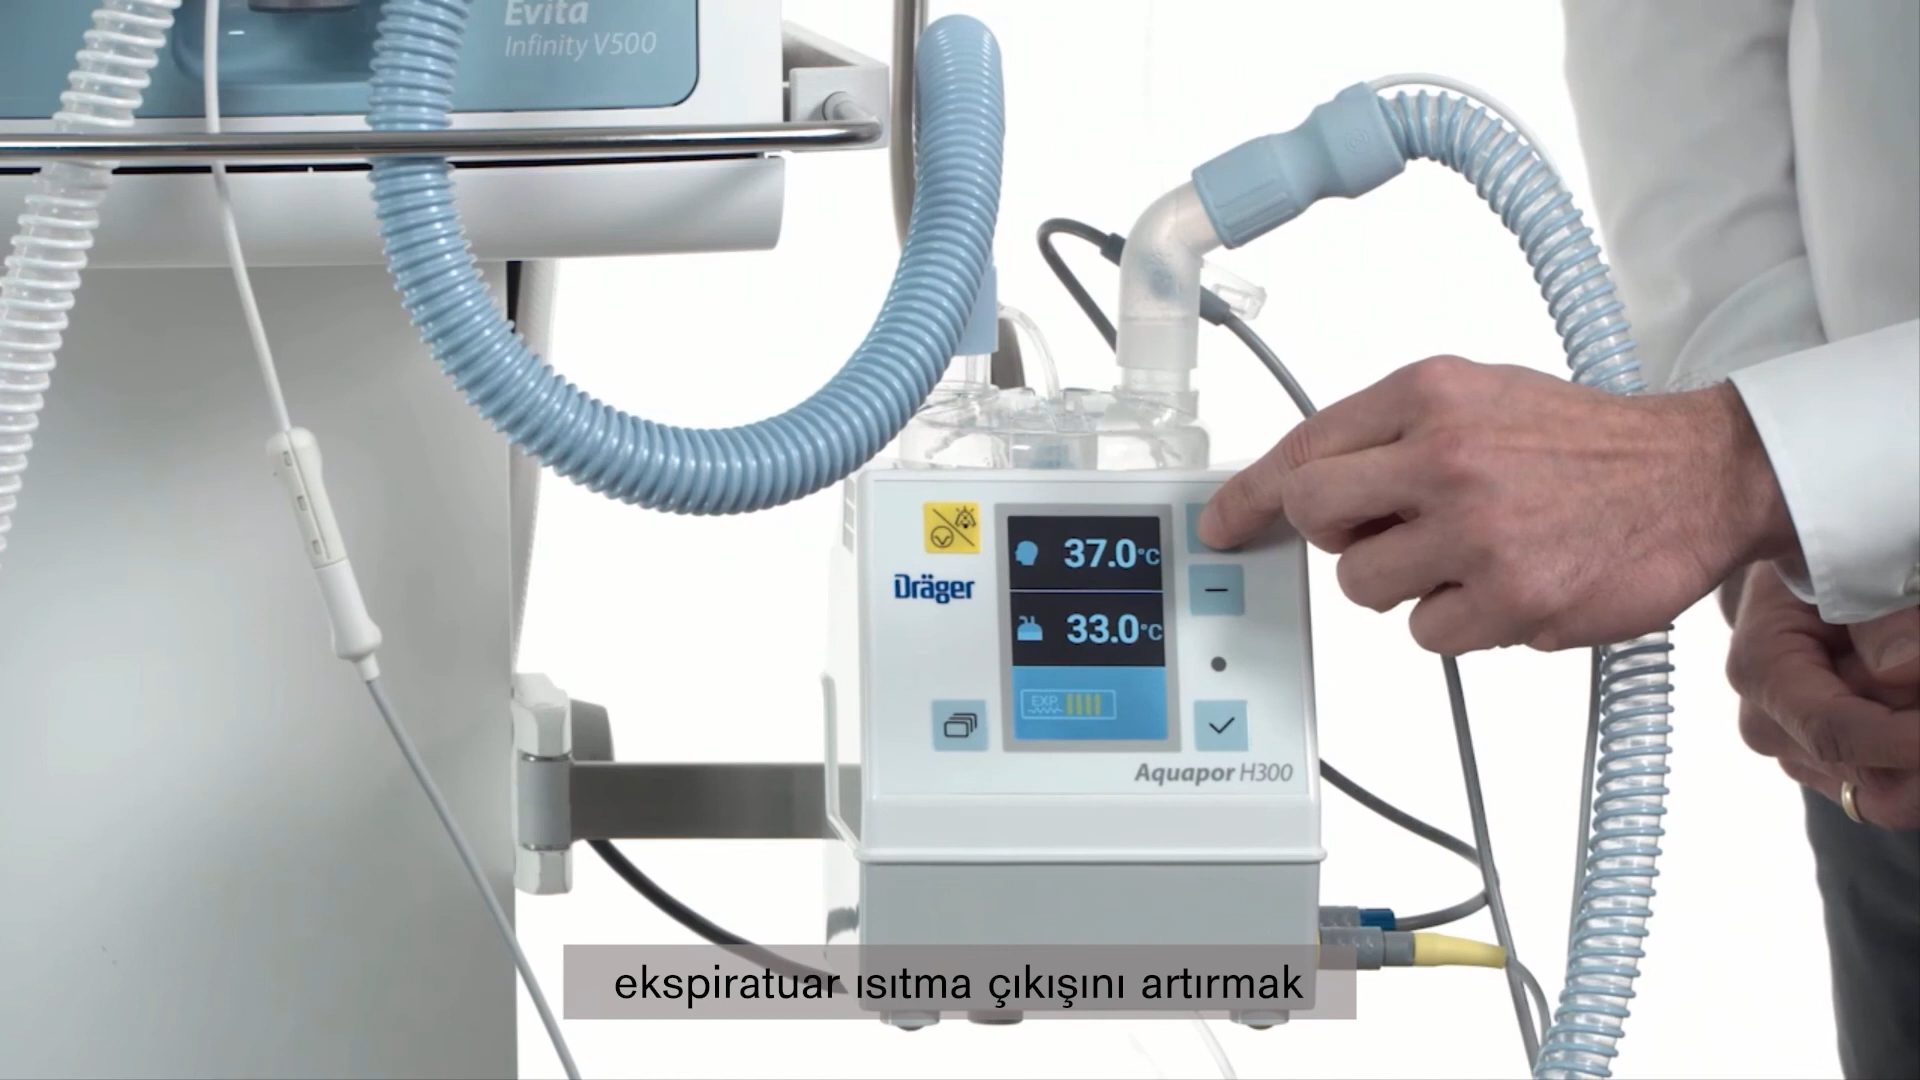 Evita
Infinity V500
37.0°C
Dräger
33.0°C
EXP.
Aquapor H300
ekspiratuar ısıtma çıkışını artırmak